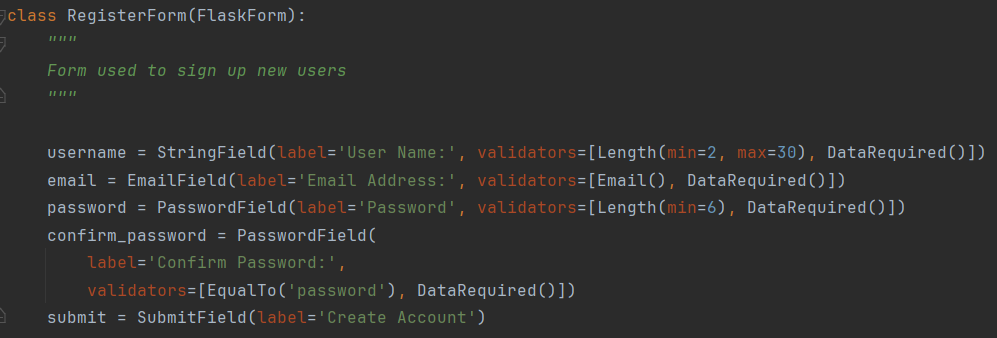 class RegisterForm(FlaskForm):
    """
    Form used to sign up new users
    """

    username = StringField(label='User Name:', validators=[Length(min=2, max=30), DataRequired()])
    email = EmailField(label='Email Address:', validators=[Email(), DataRequired()])
    password = PasswordField(label='Password', validators=[Length(min=6), DataRequired()])
    confirm_password = PasswordField(
        label='Confirm Password:',
        validators=[EqualTo('password'), DataRequired()])
    submit = SubmitField(label='Create Account')